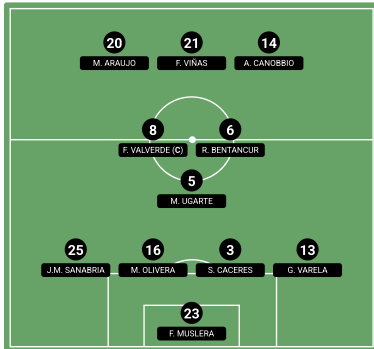 20 21 14
M. ARAUJO F. VIÑAS A. CANOBBIO
8 6
F. VALVERDE (C) R. BENTANCUR
5
M. UGARTE
25 16 3 13
J.M. SANABRIA M. OLIVERA S. CACERES G. VARELA
23
F. MUSLERA